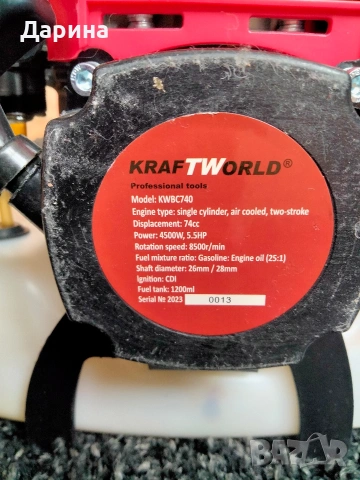 Дарина
KRAFTWORLD®
Professional tools
Model: KWBC740
Engine type: single cylinder, air cooled, two-stroke
Displacement: 74cc
Power: 4500W, 5.5HP
Rotation speed: 8500r/min
Fuel mixture ratio: Gasoline: Engine oil (25:1)
Shaft diameter: 26mm / 28mm
Ignition: CDI
Fuel tank: 1200ml
Serial № 2023 0013
BAZAR